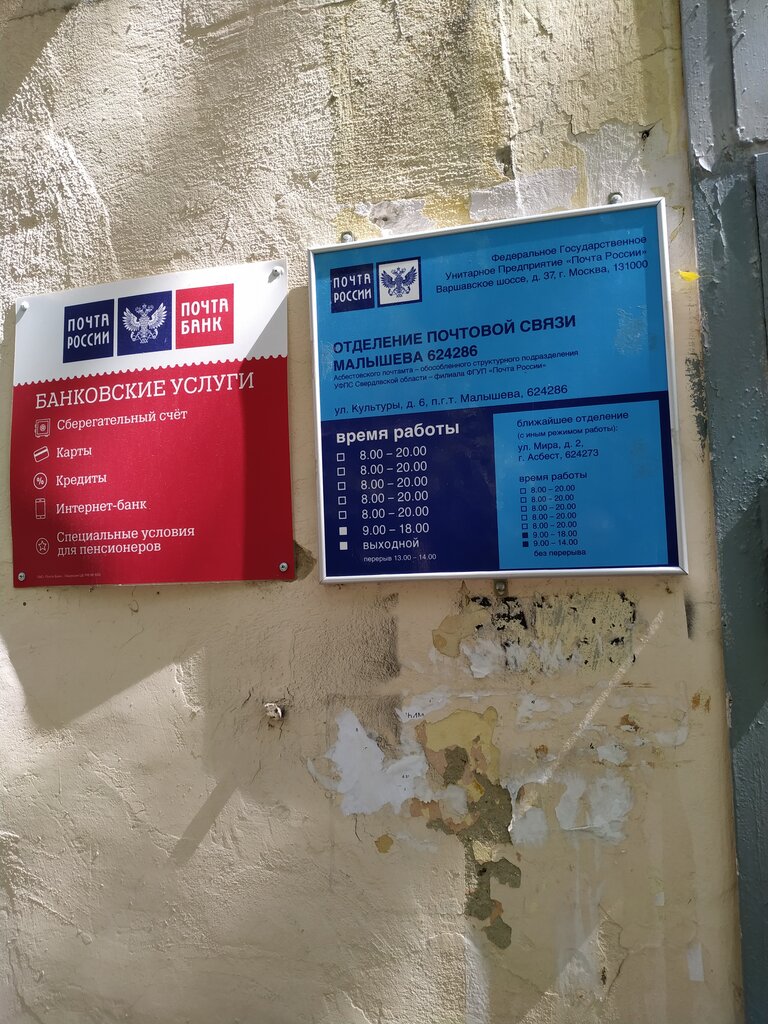 ПОЧТА
РОССИИ
ПОЧТА
БАНК
БАНКОВСКИЕ УСЛУГИ
Сберегательный счёт
Карты
Кредиты
Интернет-банк
Специальные условия
для пенсионеров
ПОЧТА
РОССИИ
Федеральное Государственное
Унитарное Предприятие «Почта России»
Варшавское шоссе, д. 37, г. Москва, 131000
ОТДЕЛЕНИЕ ПОЧТОВОЙ СВЯЗИ
МАЛЫШЕВА 624286
Асбестовского почтамта – обособленного структурного подразделения
УФПС Свердлавской области – филиала ФГУП «Почта России»
ул. Культуры, д. 6, п.г.т. Малышева, 624286
время работы
8.00 – 20.00
8.00 – 20.00
8.00 – 20.00
8.00 – 20.00
8.00 – 20.00
9.00 – 18.00
выходной
перерыв 13.00 – 14.00
ближайшее отделение
(с иным режимом работы):
ул. Мира, д. 2,
г. Асбест, 624273
время работы
8.00 – 20.00
8.00 – 20.00
8.00 – 20.00
8.00 – 20.00
8.00 – 20.00
9.00 – 18.00
9.00 – 14.00
без перерыва